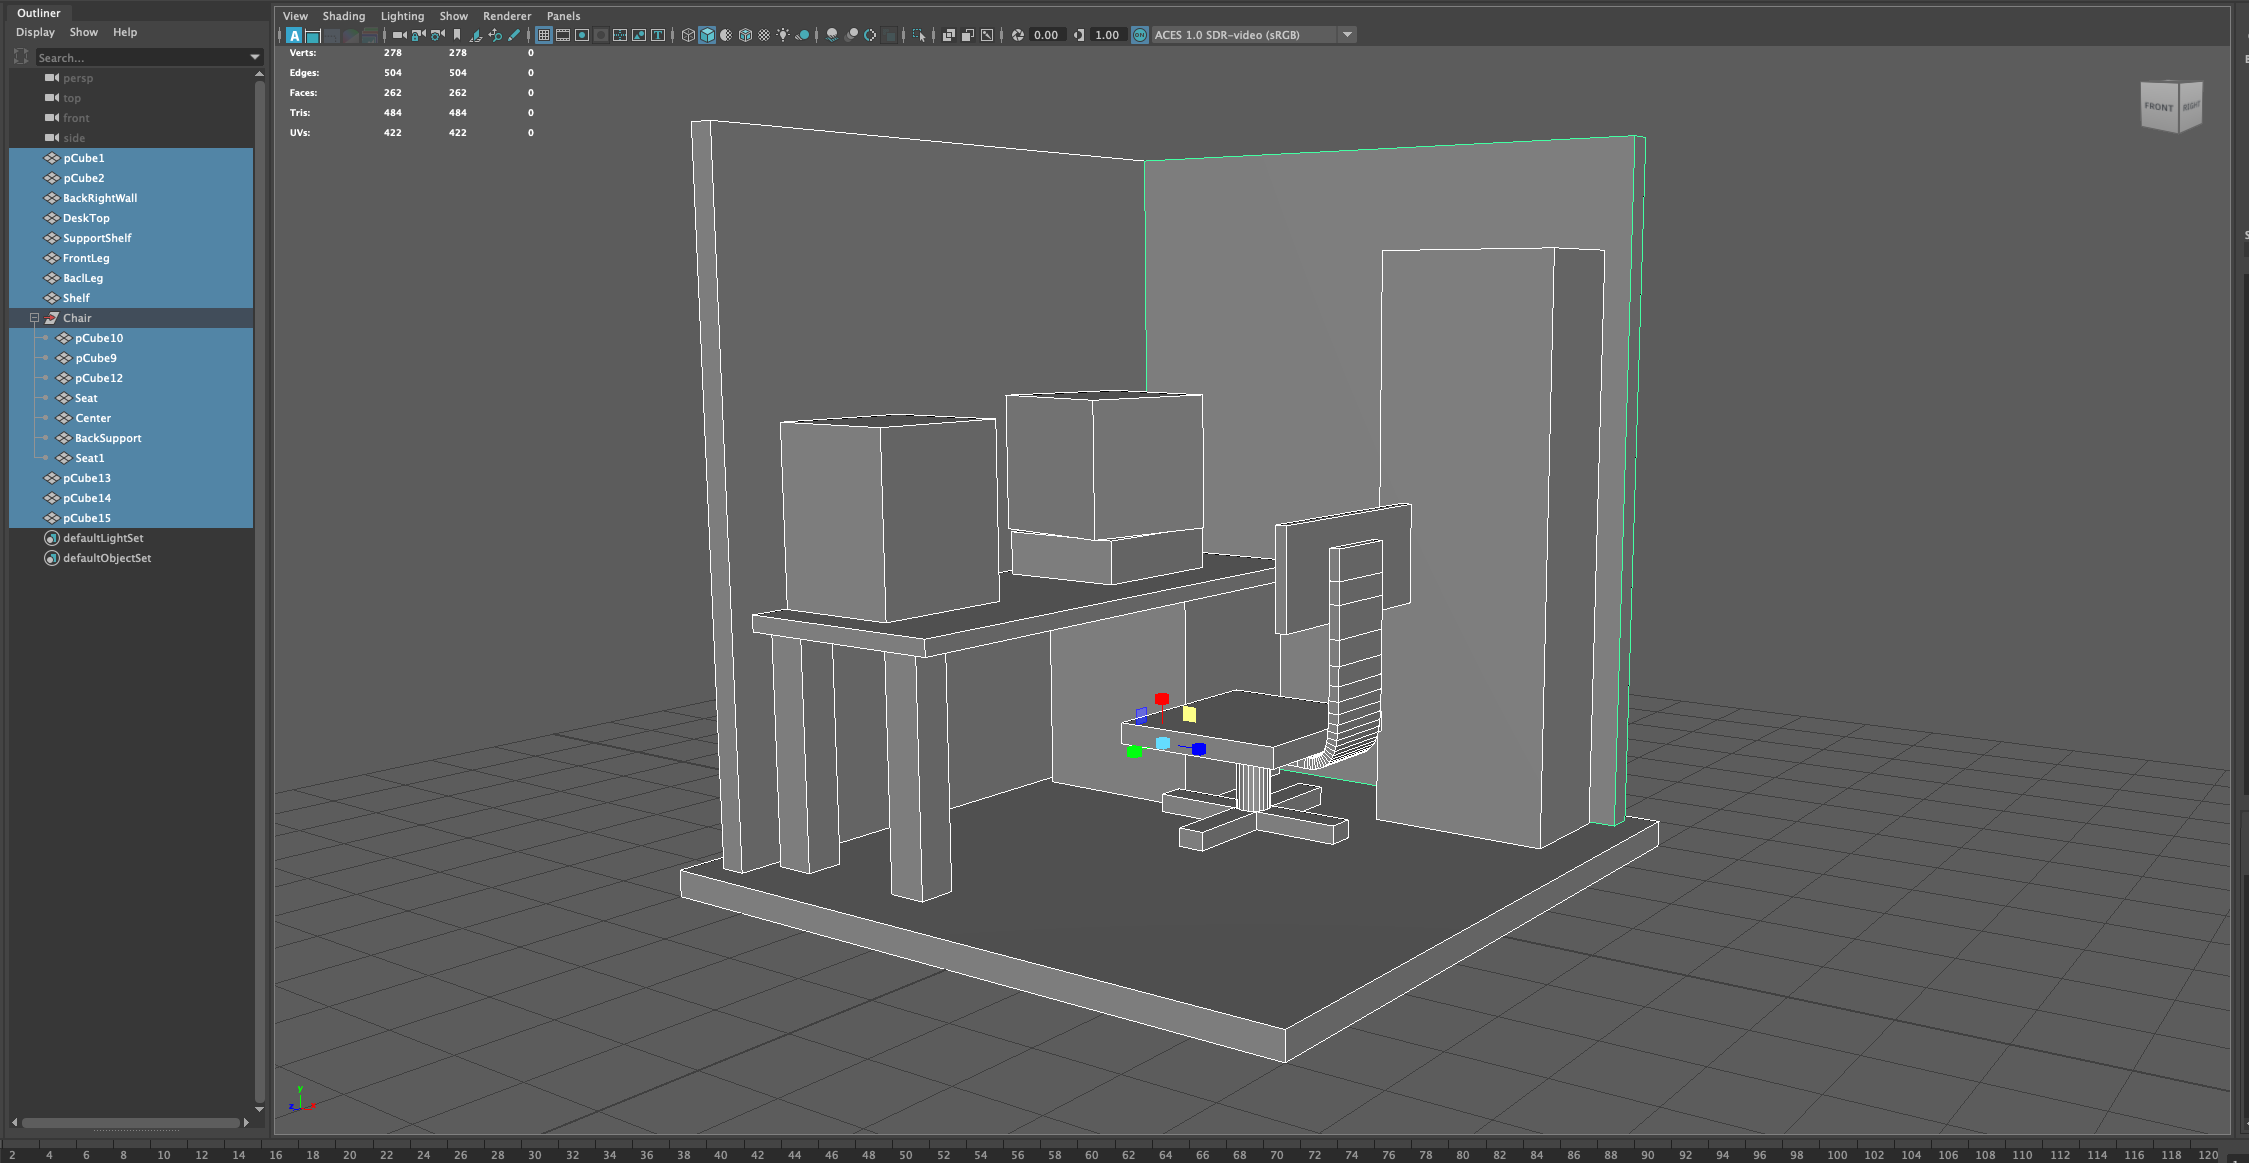 Outliner
Display Show Help
Search...
persp
top
front
side
pCube1
pCube2
BackRightWall
DeskTop
SupportShelf
FrontLeg
BaclLeg
Shelf
Chair
pCube10
pCube9
pCube12
Seat
Center
BackSupport
Seat1
pCube13
pCube14
pCube15
defaultLightSet
defaultObjectSet
View Shading Lighting Show Renderer Panels
A T 0.00 1.00 ON ACES 1.0 SDR-video (sRGB)
Verts: 278 278 0
Edges: 504 504 0
Faces: 262 262 0
Tris: 484 484 0
UVs: 422 422 0
FRONT RIGHT
y
z
2 4 6 8 10 12 14 16 18 20 22 24 26 28 30 32 34 36 38 40 42 44 46 48 50 52 54 56 58 60 62 64 66 68 70 72 74 76 78 80 82 84 86 88 90 92 94 96 98 100 102 104 106 108 110 112 114 116 118 120